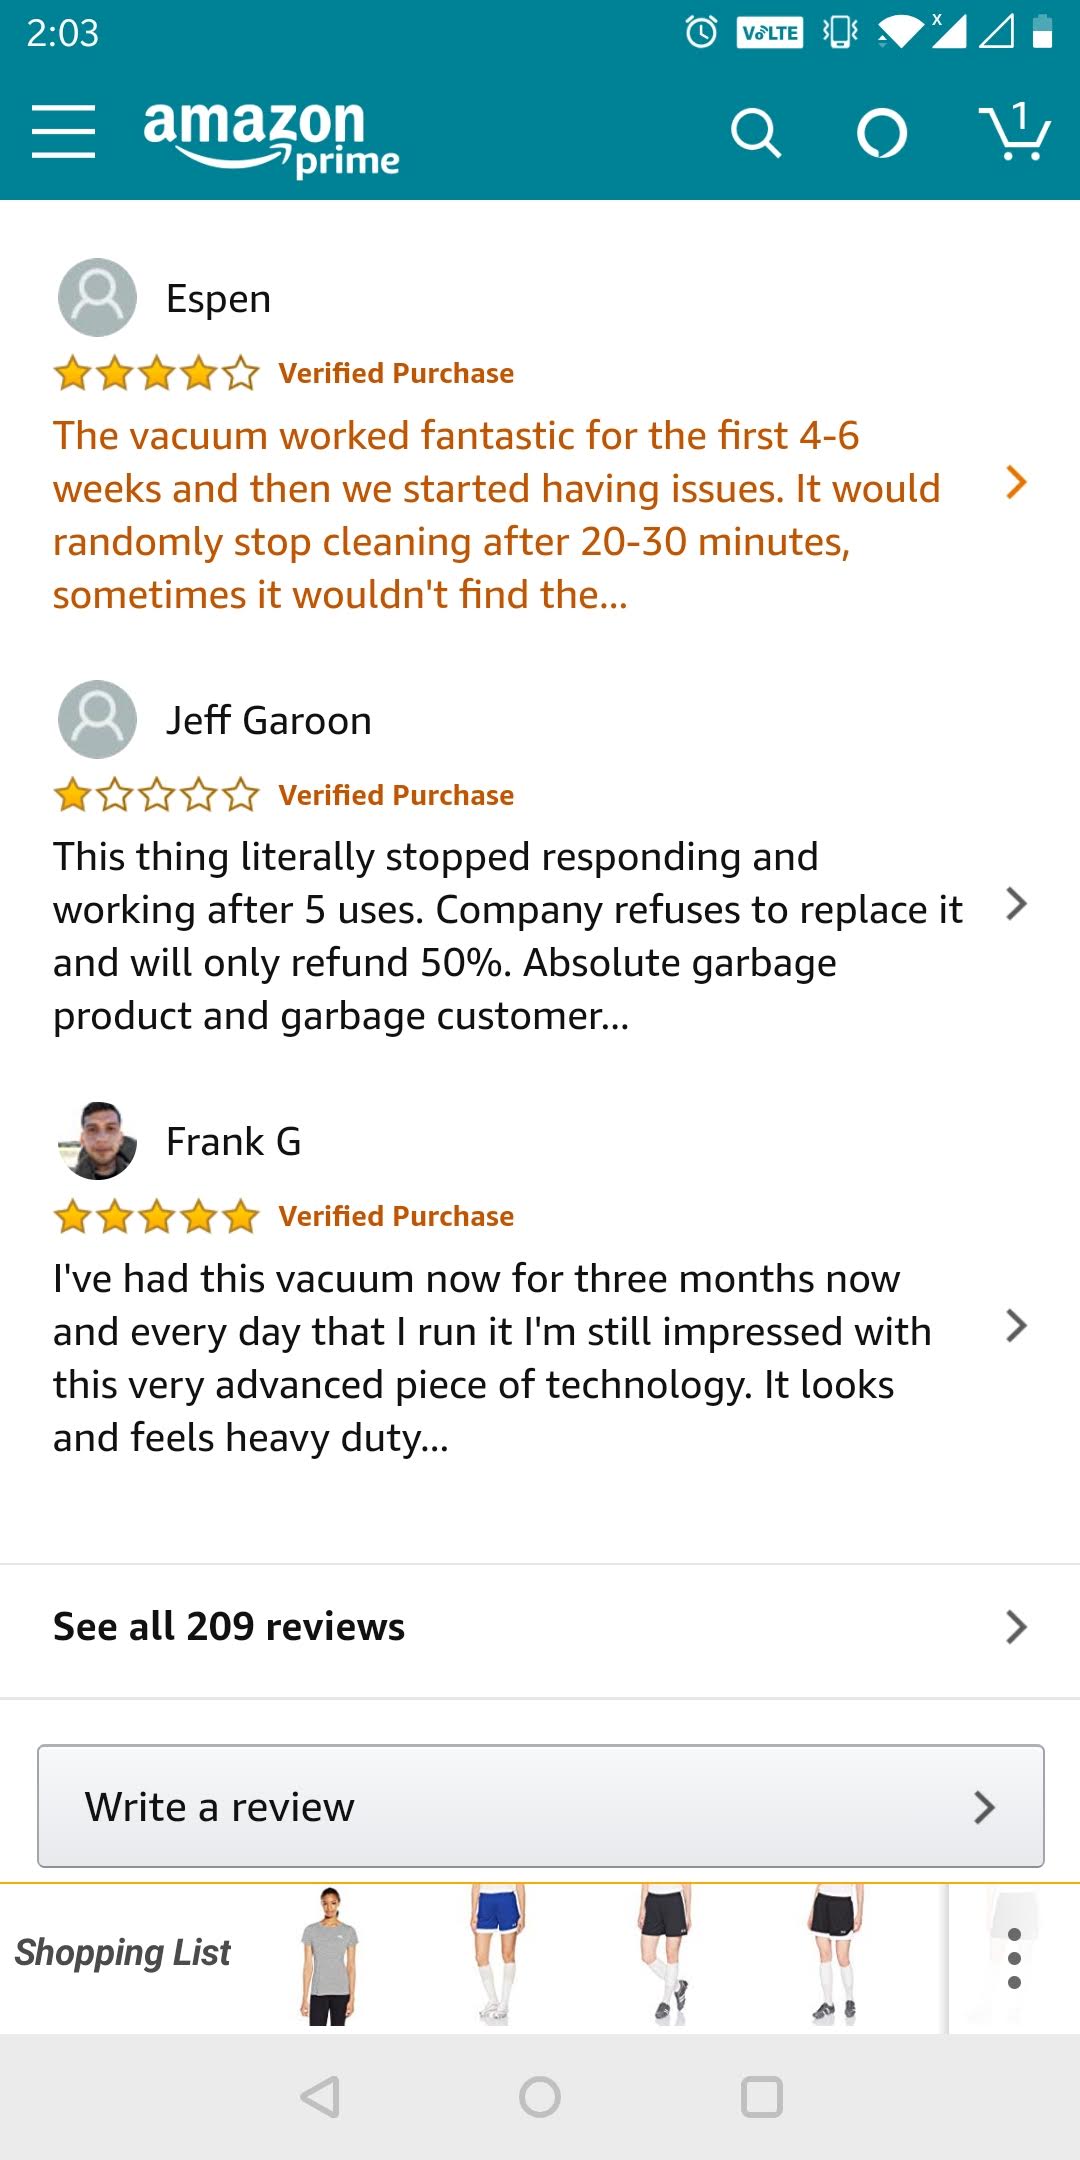 2:03
VoLTE
X
amazon
prime
1
Espen
Verified Purchase
The vacuum worked fantastic for the first 4-6
weeks and then we started having issues. It would
randomly stop cleaning after 20-30 minutes,
sometimes it wouldn't find the...
Jeff Garoon
Verified Purchase
This thing literally stopped responding and
working after 5 uses. Company refuses to replace it
and will only refund 50%. Absolute garbage
product and garbage customer...
Frank G
Verified Purchase
I've had this vacuum now for three months now
and every day that I run it I'm still impressed with
this very advanced piece of technology. It looks
and feels heavy duty...
See all 209 reviews
Write a review
Shopping List